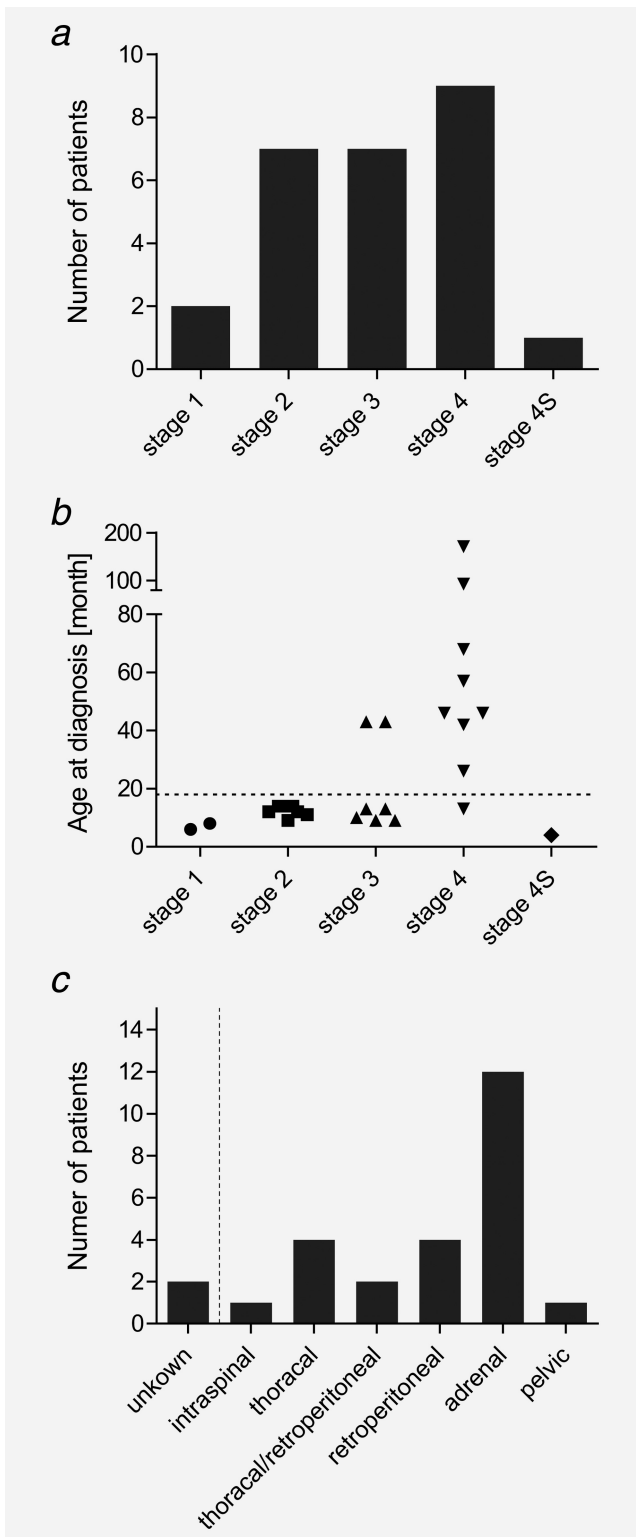 a
Number of patients
10
8
6
4
2
0
stage 1
stage 2
stage 3
stage 4
stage 4S
b
Age at diagnosis [month]
200
100
80
60
40
20
0
stage 1
stage 2
stage 3
stage 4
stage 4S
c
Numer of patients
14
12
10
8
6
4
2
0
unkown
intraspinal
thoracal
thoracal/retroperitoneal
retroperitoneal
adrenal
pelvic